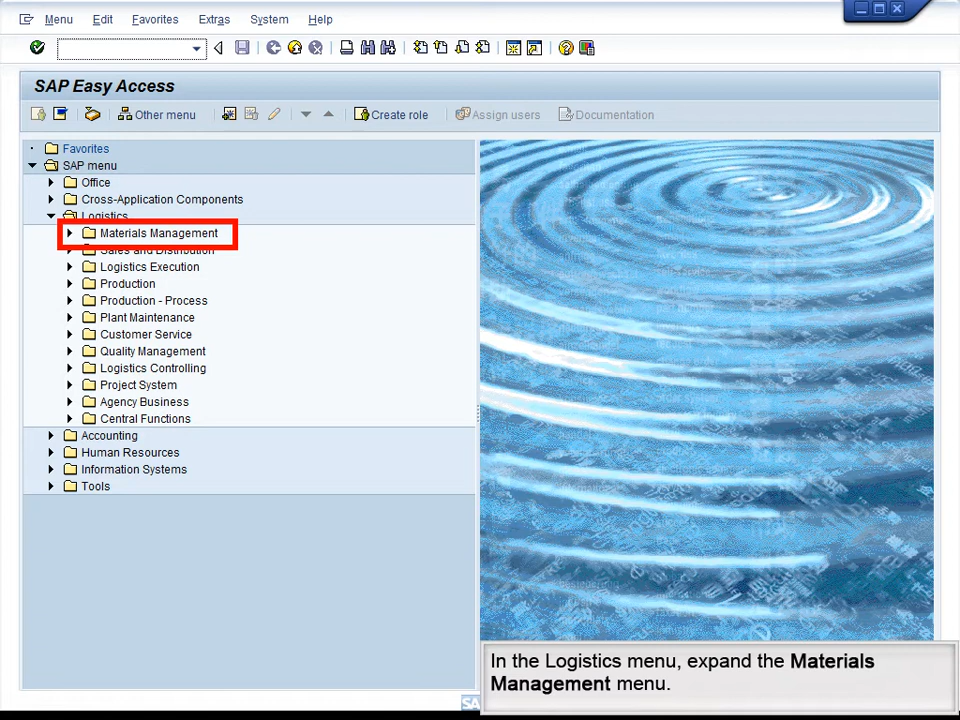 Menu Edit Favorites Extras System Help
SAP Easy Access
Other menu Create role Assign users Documentation
Favorites
SAP menu
Office
Cross-Application Components
Logistics
Materials Management
Sales and Distribution
Logistics Execution
Production
Production - Process
Plant Maintenance
Customer Service
Quality Management
Logistics Controlling
Project System
Agency Business
Central Functions
Accounting
Human Resources
Information Systems
Tools
In the Logistics menu, expand the Materials
Management menu.